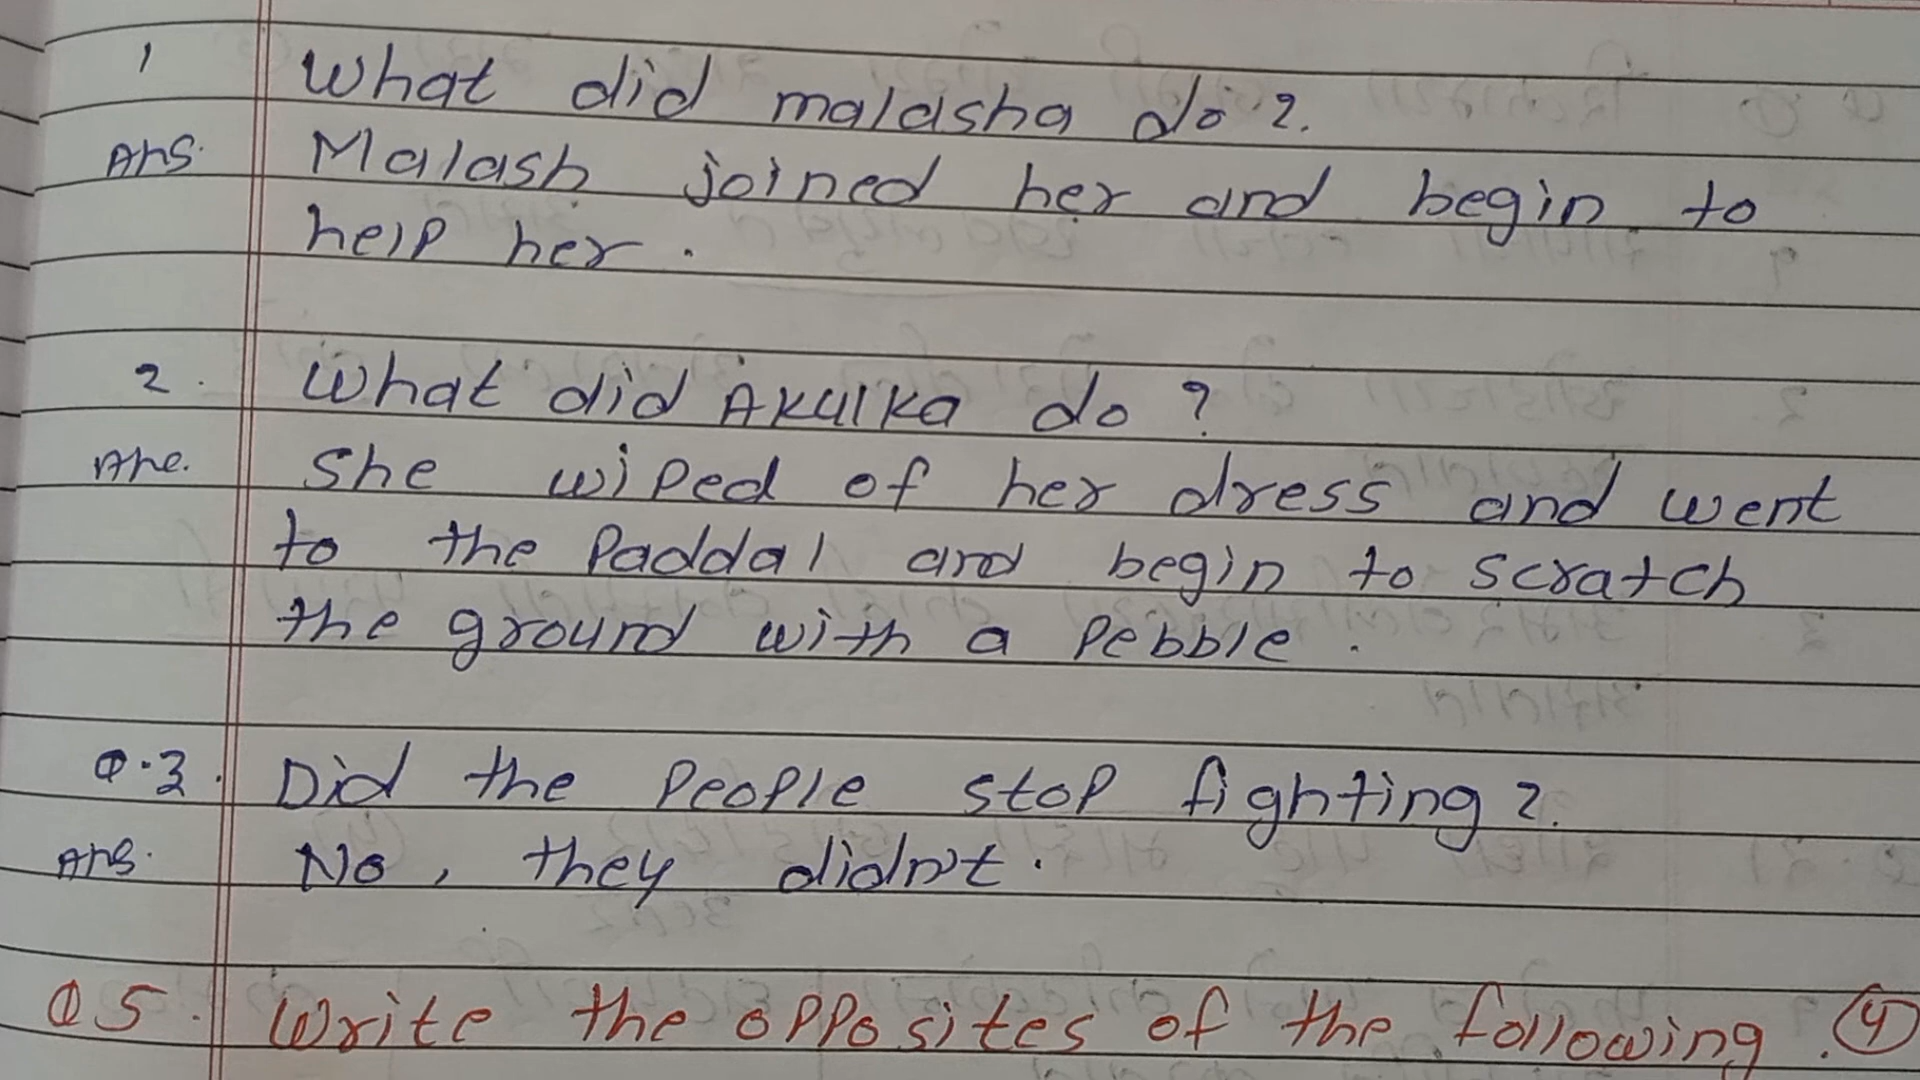 1 What did malasha do?.
Ans. Malash joined her and begin to
help her.
2. What did Akulka do?
Ane. She wiped of her dress and went
to the Paddal and begin to scratch
the ground with a Pebble.
Q.3. Did the People stop fighting?.
Ans. No, they didn't.
Q5. Write the opposites of the following. (4)